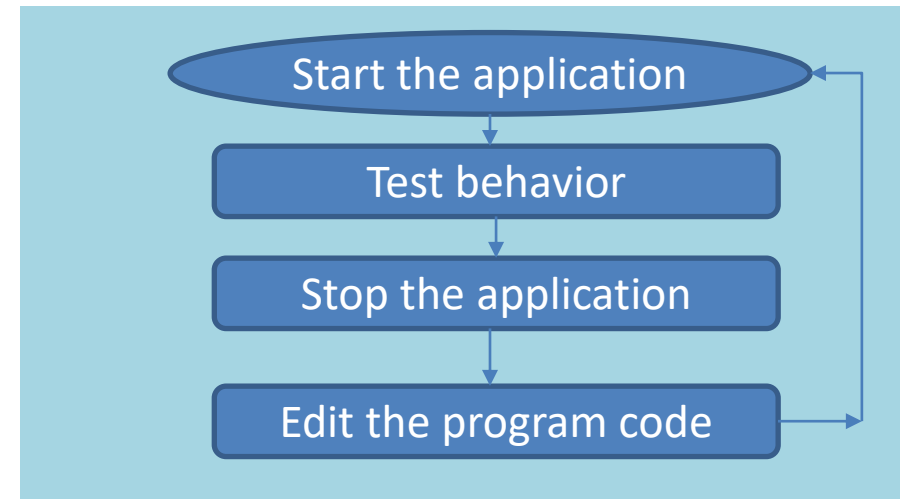 Start the application
Test behavior
Stop the application
Edit the program code